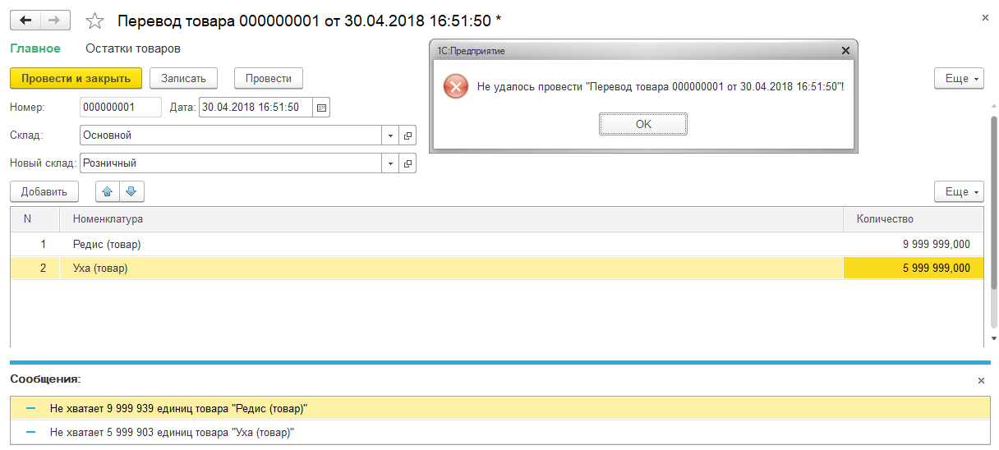 Перевод товара 000000001 от 30.04.2018 16:51:50 *
Главное Остатки товаров
1С:Предприятие
Не удалось провести "Перевод товара 000000001 от 30.04.2018 16:51:50"!
OK
Провести и закрыть Записать Провести Еще
Номер: 000000001 Дата: 30.04.2018 16:51:50
Склад: Основной
Новый склад: Розничный
Добавить Еще
N Номенклатура Количество
1 Редис (товар) 9 999 999,000
2 Уха (товар) 5 999 999,000
Сообщения:
Не хватает 9 999 939 единиц товара "Редис (товар)"
Не хватает 5 999 903 единиц товара "Уха (товар)"